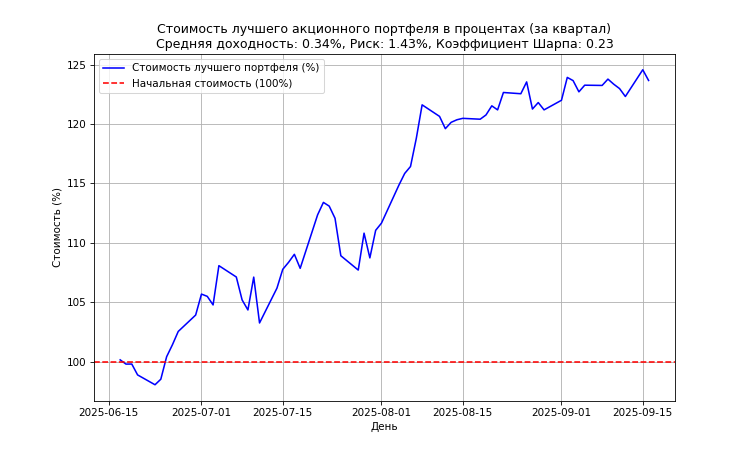 Стоимость лучшего акционного портфеля в процентах (за квартал)
Средняя доходность: 0.34%, Риск: 1.43%, Коэффициент Шарпа: 0.23
Стоимость лучшего портфеля (%)
Начальная стоимость (100%)
Стоимость (%)
125
120
115
110
105
100
2025-06-15
2025-07-01
2025-07-15
2025-08-01
2025-08-15
2025-09-01
2025-09-15
День